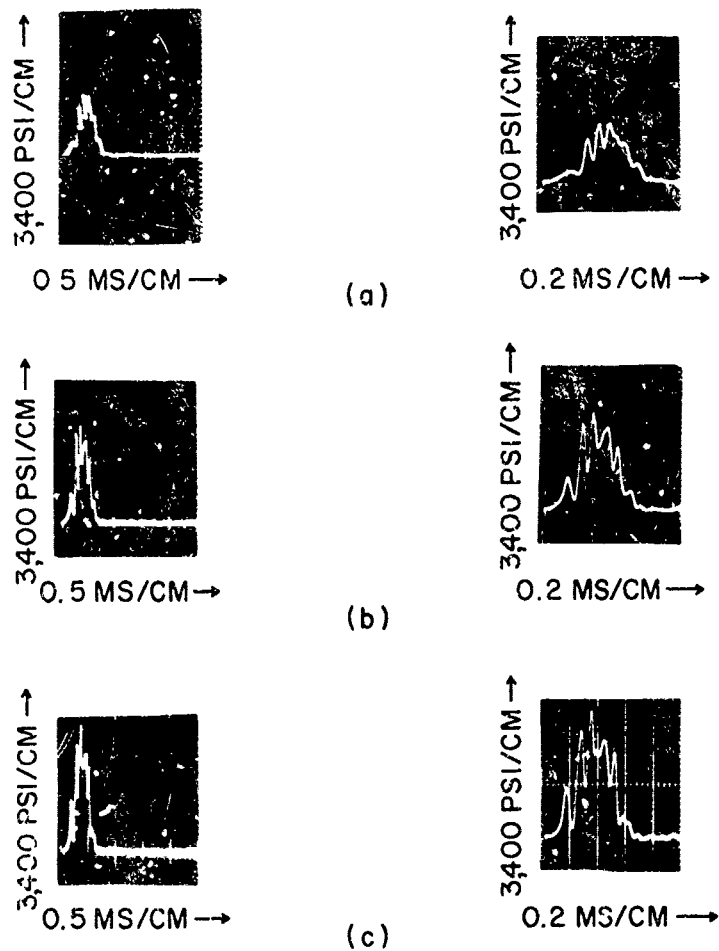 3,400 PSI/CM →
3,400 PSI/CM →
0 5 MS/CM →
0.2 MS/CM →
(a)
3,400 PSI/CM →
3,400 PSI/CM →
0.5 MS/CM →
0.2 MS/CM →
(b)
3,400 PSI/CM →
3,400 PSI/CM →
0.5 MS/CM →
0.2 MS/CM →
(c)